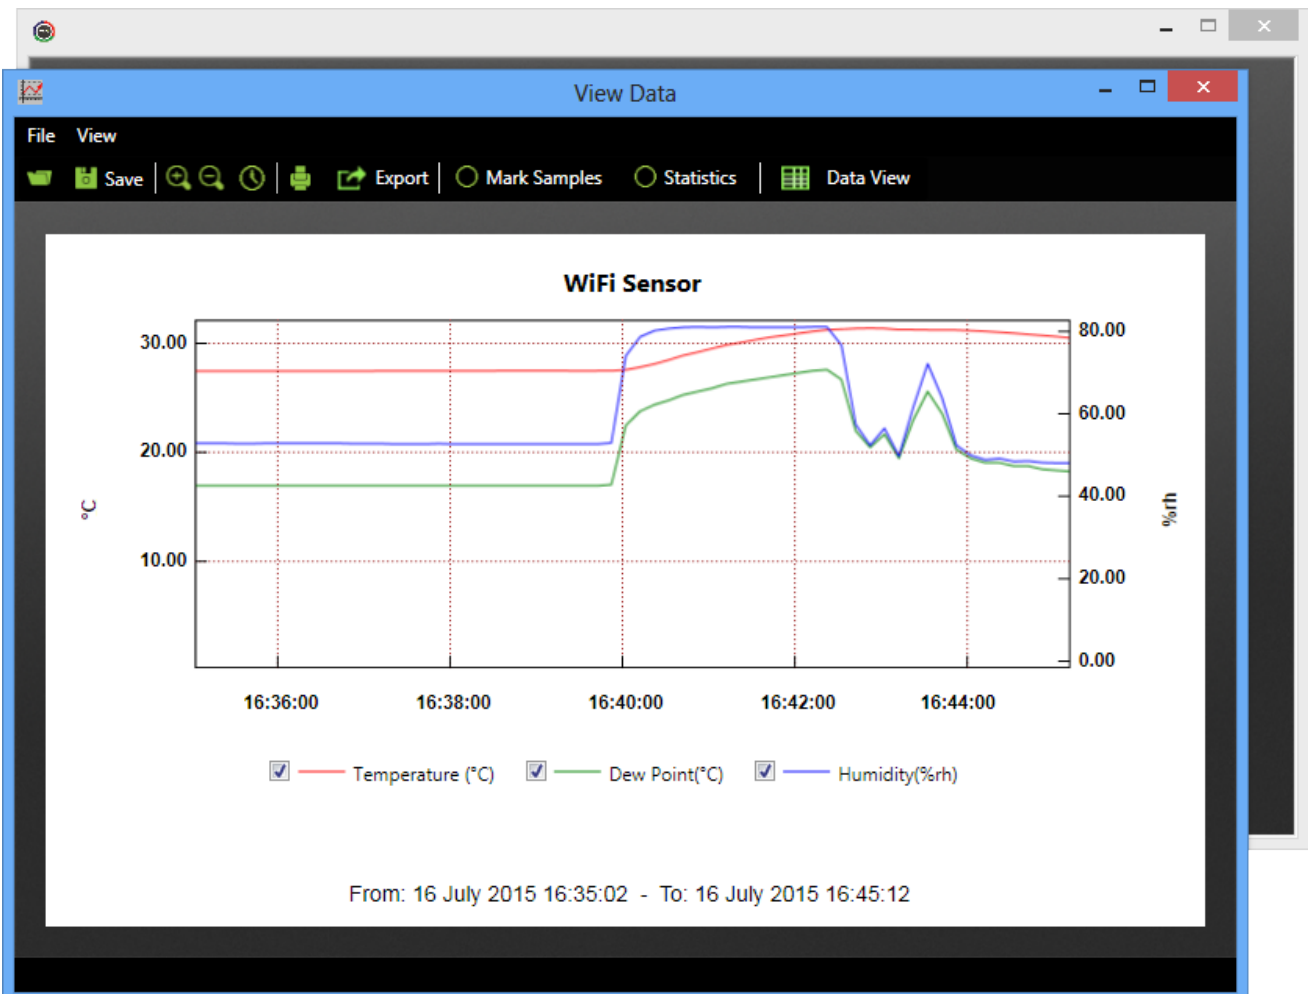 View Data
File View
Save Export Mark Samples Statistics Data View
WiFi Sensor
30.00 80.00
60.00
20.00
40.00
°C %rh
10.00
20.00
0.00
16:36:00 16:38:00 16:40:00 16:42:00 16:44:00
Temperature (°C) Dew Point(°C) Humidity(%rh)
From: 16 July 2015 16:35:02 - To: 16 July 2015 16:45:12